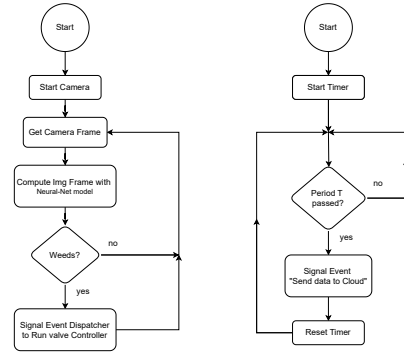 Start
Start Camera
Get Camera Frame
Compute Img Frame with
Neural-Net model
Weeds?
no
yes
Signal Event Dispatcher
to Run valve Controller
Start
Start Timer
Period T
passed?
no
yes
Signal Event
"Send data to Cloud"
Reset Timer